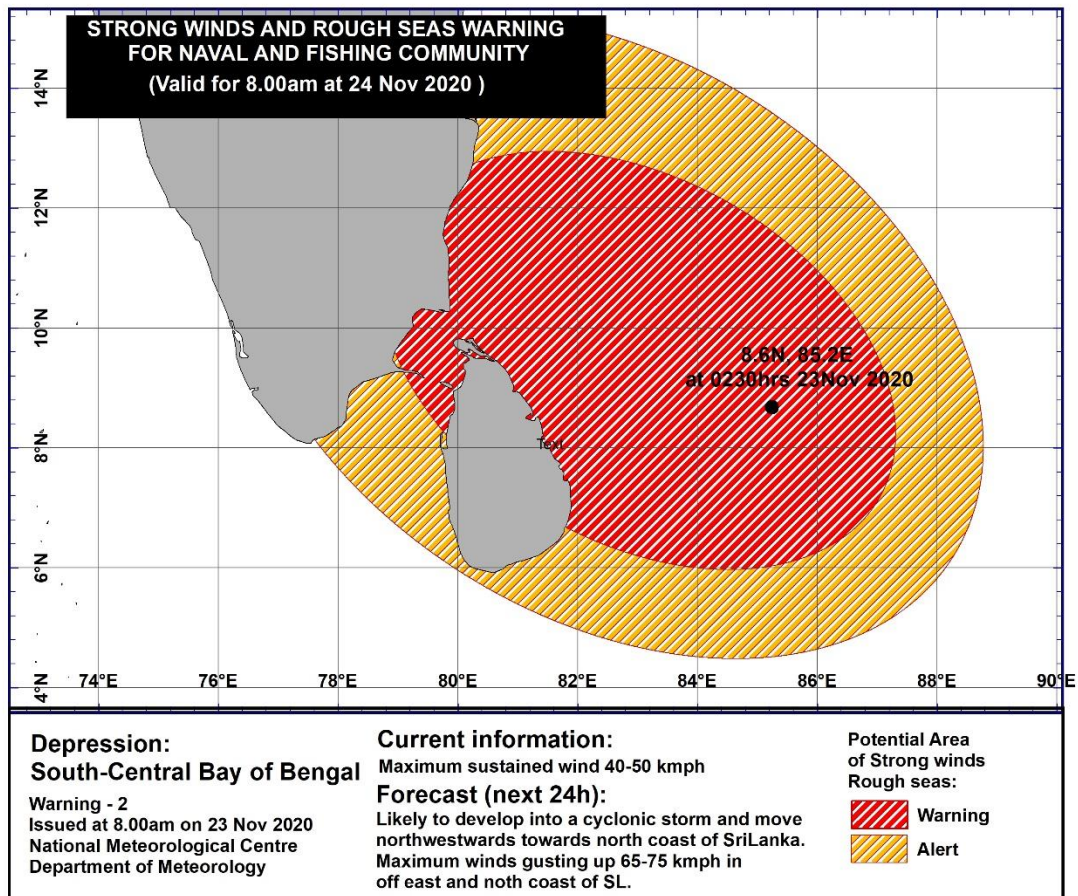 STRONG WINDS AND ROUGH SEAS WARNING
FOR NAVAL AND FISHING COMMUNITY
(Valid for 8.00am at 24 Nov 2020 )
14°N
12°N
10°N
8°N
6°N
4°N
8.6N, 85.2E
at 0230hrs 23Nov 2020
Text
74°E 76°E 78°E 80°E 82°E 84°E 86°E 88°E 90°E
Depression:
South-Central Bay of Bengal
Warning - 2
Issued at 8.00am on 23 Nov 2020
National Meteorological Centre
Department of Meteorology
Current information:
Maximum sustained wind 40-50 kmph
Forecast (next 24h):
Likely to develop into a cyclonic storm and move
northwestwards towards north coast of SriLanka.
Maximum winds gusting up 65-75 kmph in
off east and noth coast of SL.
Potential Area
of Strong winds
Rough seas:
Warning
Alert